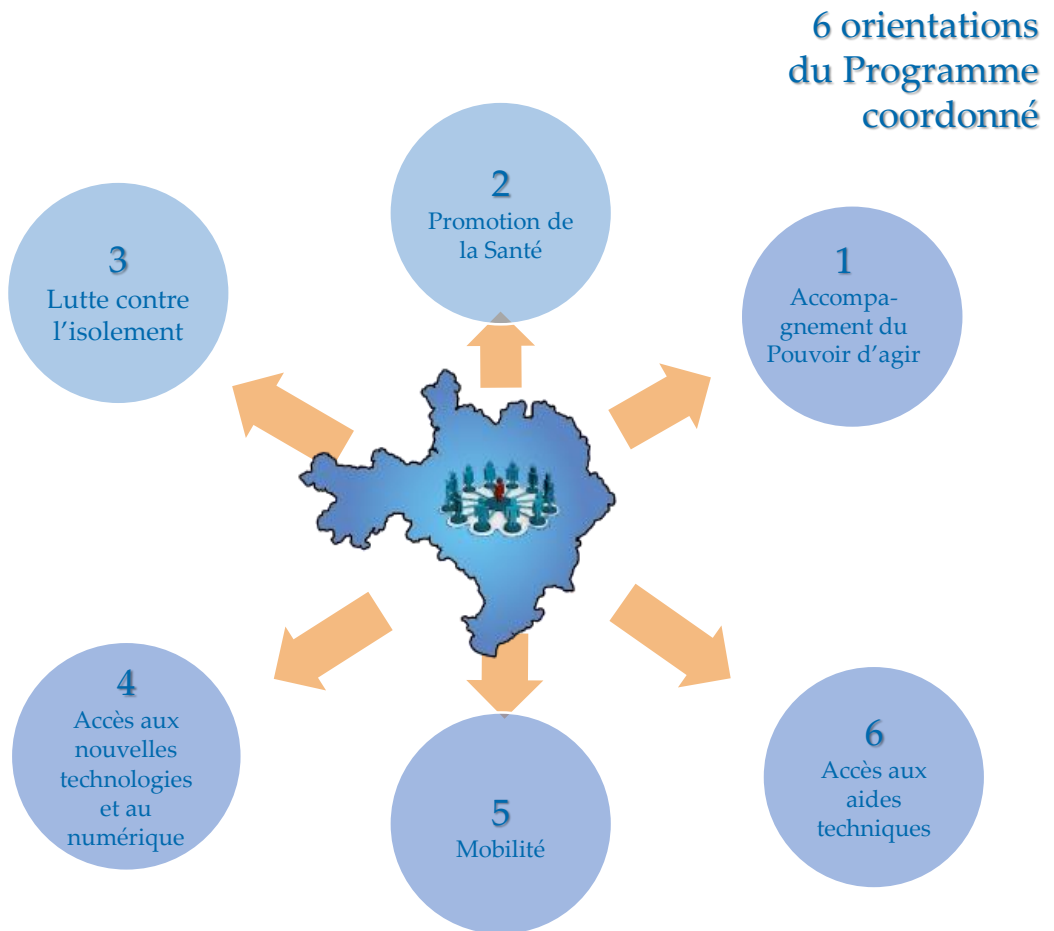 6 orientations
du Programme
coordonné
1
Accompa-
gnement du
Pouvoir d’agir
2
Promotion de
la Santé
3
Lutte contre
l’isolement
4
Accès aux
nouvelles
technologies
et au
numérique
5
Mobilité
6
Accès aux
aides
techniques